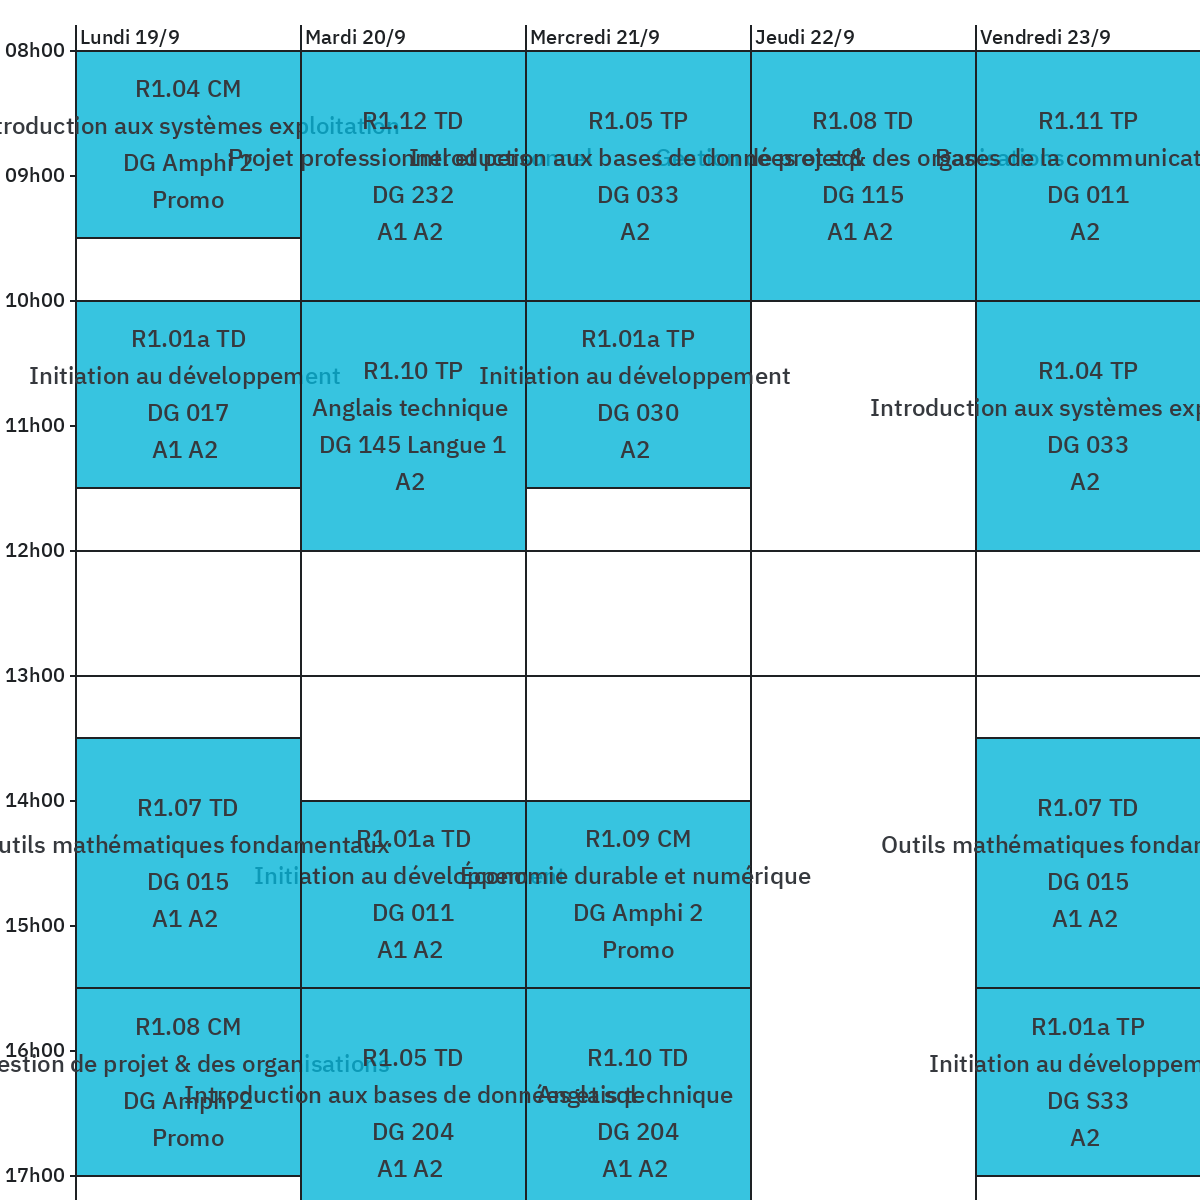 Lundi 19/9
Mardi 20/9
Mercredi 21/9
Jeudi 22/9
Vendredi 23/9
08h00
09h00
10h00
11h00
12h00
13h00
14h00
15h00
16h00
17h00
R1.04 CM
troduction aux systèmes exploitation
DG Amphi 2
Promo
R1.01a TD
Initiation au développement
DG 017
A1 A2
R1.07 TD
utils mathématiques fondamentaux
DG 015
A1 A2
R1.08 CM
estion de projet & des organisations
DG Amphi 2
Promo
R1.12 TD
Projet professionnel et personnel
DG 232
A1 A2
R1.10 TP
Anglais technique
DG 145 Langue 1
A2
R1.01a TD
Initiation au développement
DG 011
A1 A2
R1.05 TD
Introduction aux bases de données et sql
DG 204
A1 A2
R1.05 TP
Introduction aux bases de données et sql
DG 033
A2
R1.01a TP
Initiation au développement
DG 030
A2
R1.09 CM
Économie durable et numérique
DG Amphi 2
Promo
R1.10 TD
Anglais technique
DG 204
A1 A2
R1.08 TD
Gestion de projet & des organisations
DG 115
A1 A2
R1.11 TP
Bases de la communicat
DG 011
A2
R1.04 TP
Introduction aux systèmes exp
DG 033
A2
R1.07 TD
Outils mathématiques fondan
DG 015
A1 A2
R1.01a TP
Initiation au développem
DG S33
A2